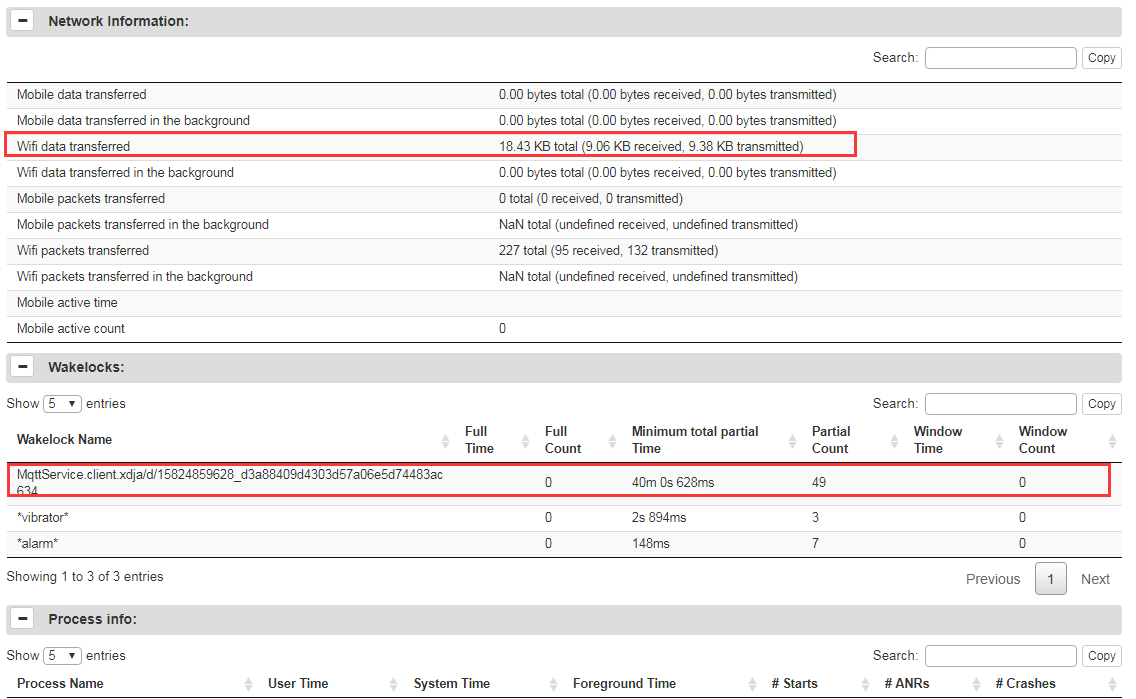 Network Information:
Search: Copy
Mobile data transferred 0.00 bytes total (0.00 bytes received, 0.00 bytes transmitted)
Mobile data transferred in the background 0.00 bytes total (0.00 bytes received, 0.00 bytes transmitted)
Wifi data transferred 18.43 KB total (9.06 KB received, 9.38 KB transmitted)
Wifi data transferred in the background 0.00 bytes total (0.00 bytes received, 0.00 bytes transmitted)
Mobile packets transferred 0 total (0 received, 0 transmitted)
Mobile packets transferred in the background NaN total (undefined received, undefined transmitted)
Wifi packets transferred 227 total (95 received, 132 transmitted)
Wifi packets transferred in the background NaN total (undefined received, undefined transmitted)
Mobile active time
Mobile active count 0
Wakelocks:
Show 5 entries Search: Copy
Wakelock Name Full Time Full Count Minimum total partial Time Partial Count Window Time Window Count
MqttService.client.xdja/d/15824859628_d3a88409d4303d57a06e5d74483ac
634 0 40m 0s 628ms 49 0
*vibrator* 0 2s 894ms 3 0
*alarm* 0 148ms 7 0
Showing 1 to 3 of 3 entries Previous 1 Next
Process info:
Show 5 entries Search: Copy
Process Name User Time System Time Foreground Time # Starts # ANRs # Crashes